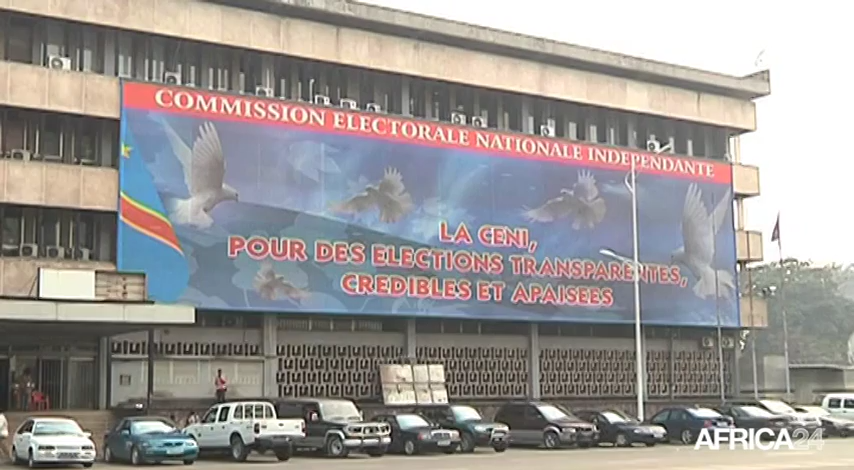 COMMISSION ELECTORALE NATIONALE INDEPENDANTE
LA CENI,
POUR DES ELECTIONS TRANSPARENTES,
CREDIBLES ET APAISEES
AFRICA24